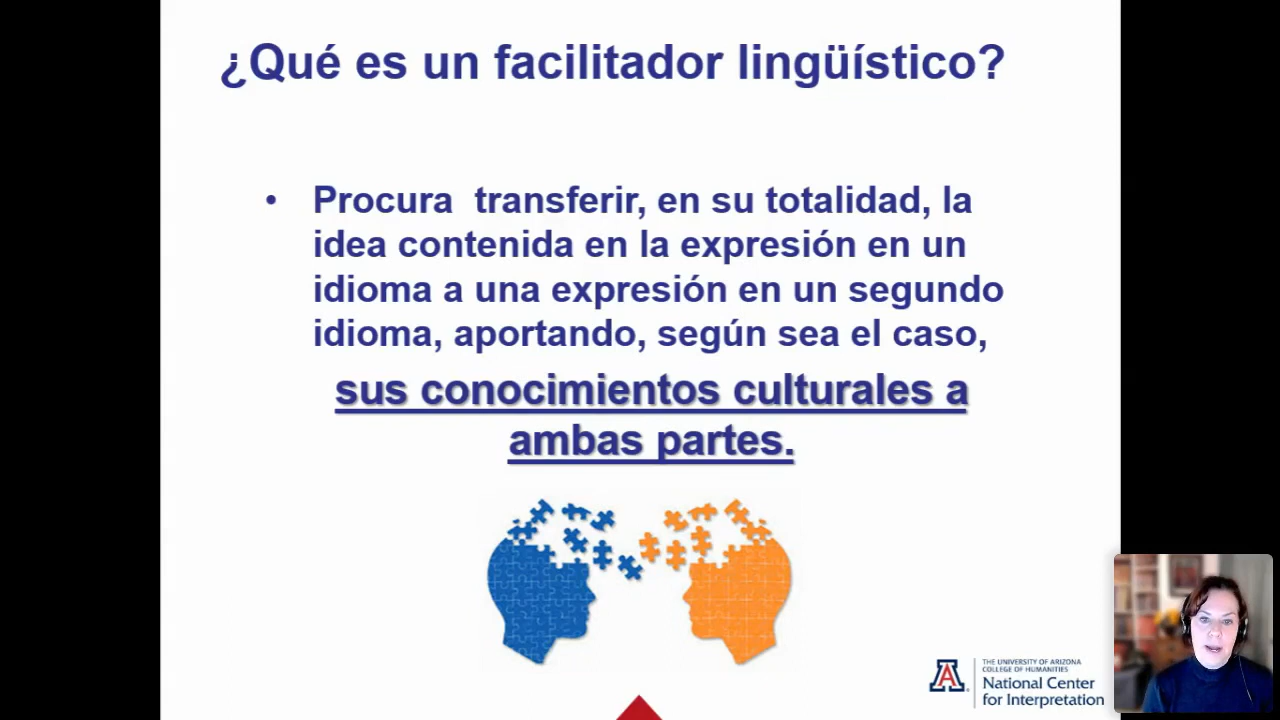 ¿Qué es un facilitador lingüístico?
• Procura transferir, en su totalidad, la
idea contenida en la expresión en un
idioma a una expresión en un segundo
idioma, aportando, según sea el caso,
sus conocimientos culturales a
ambas partes.
THE UNIVERSITY OF ARIZONA
COLLEGE OF HUMANITIES
National Center
for Interpretation